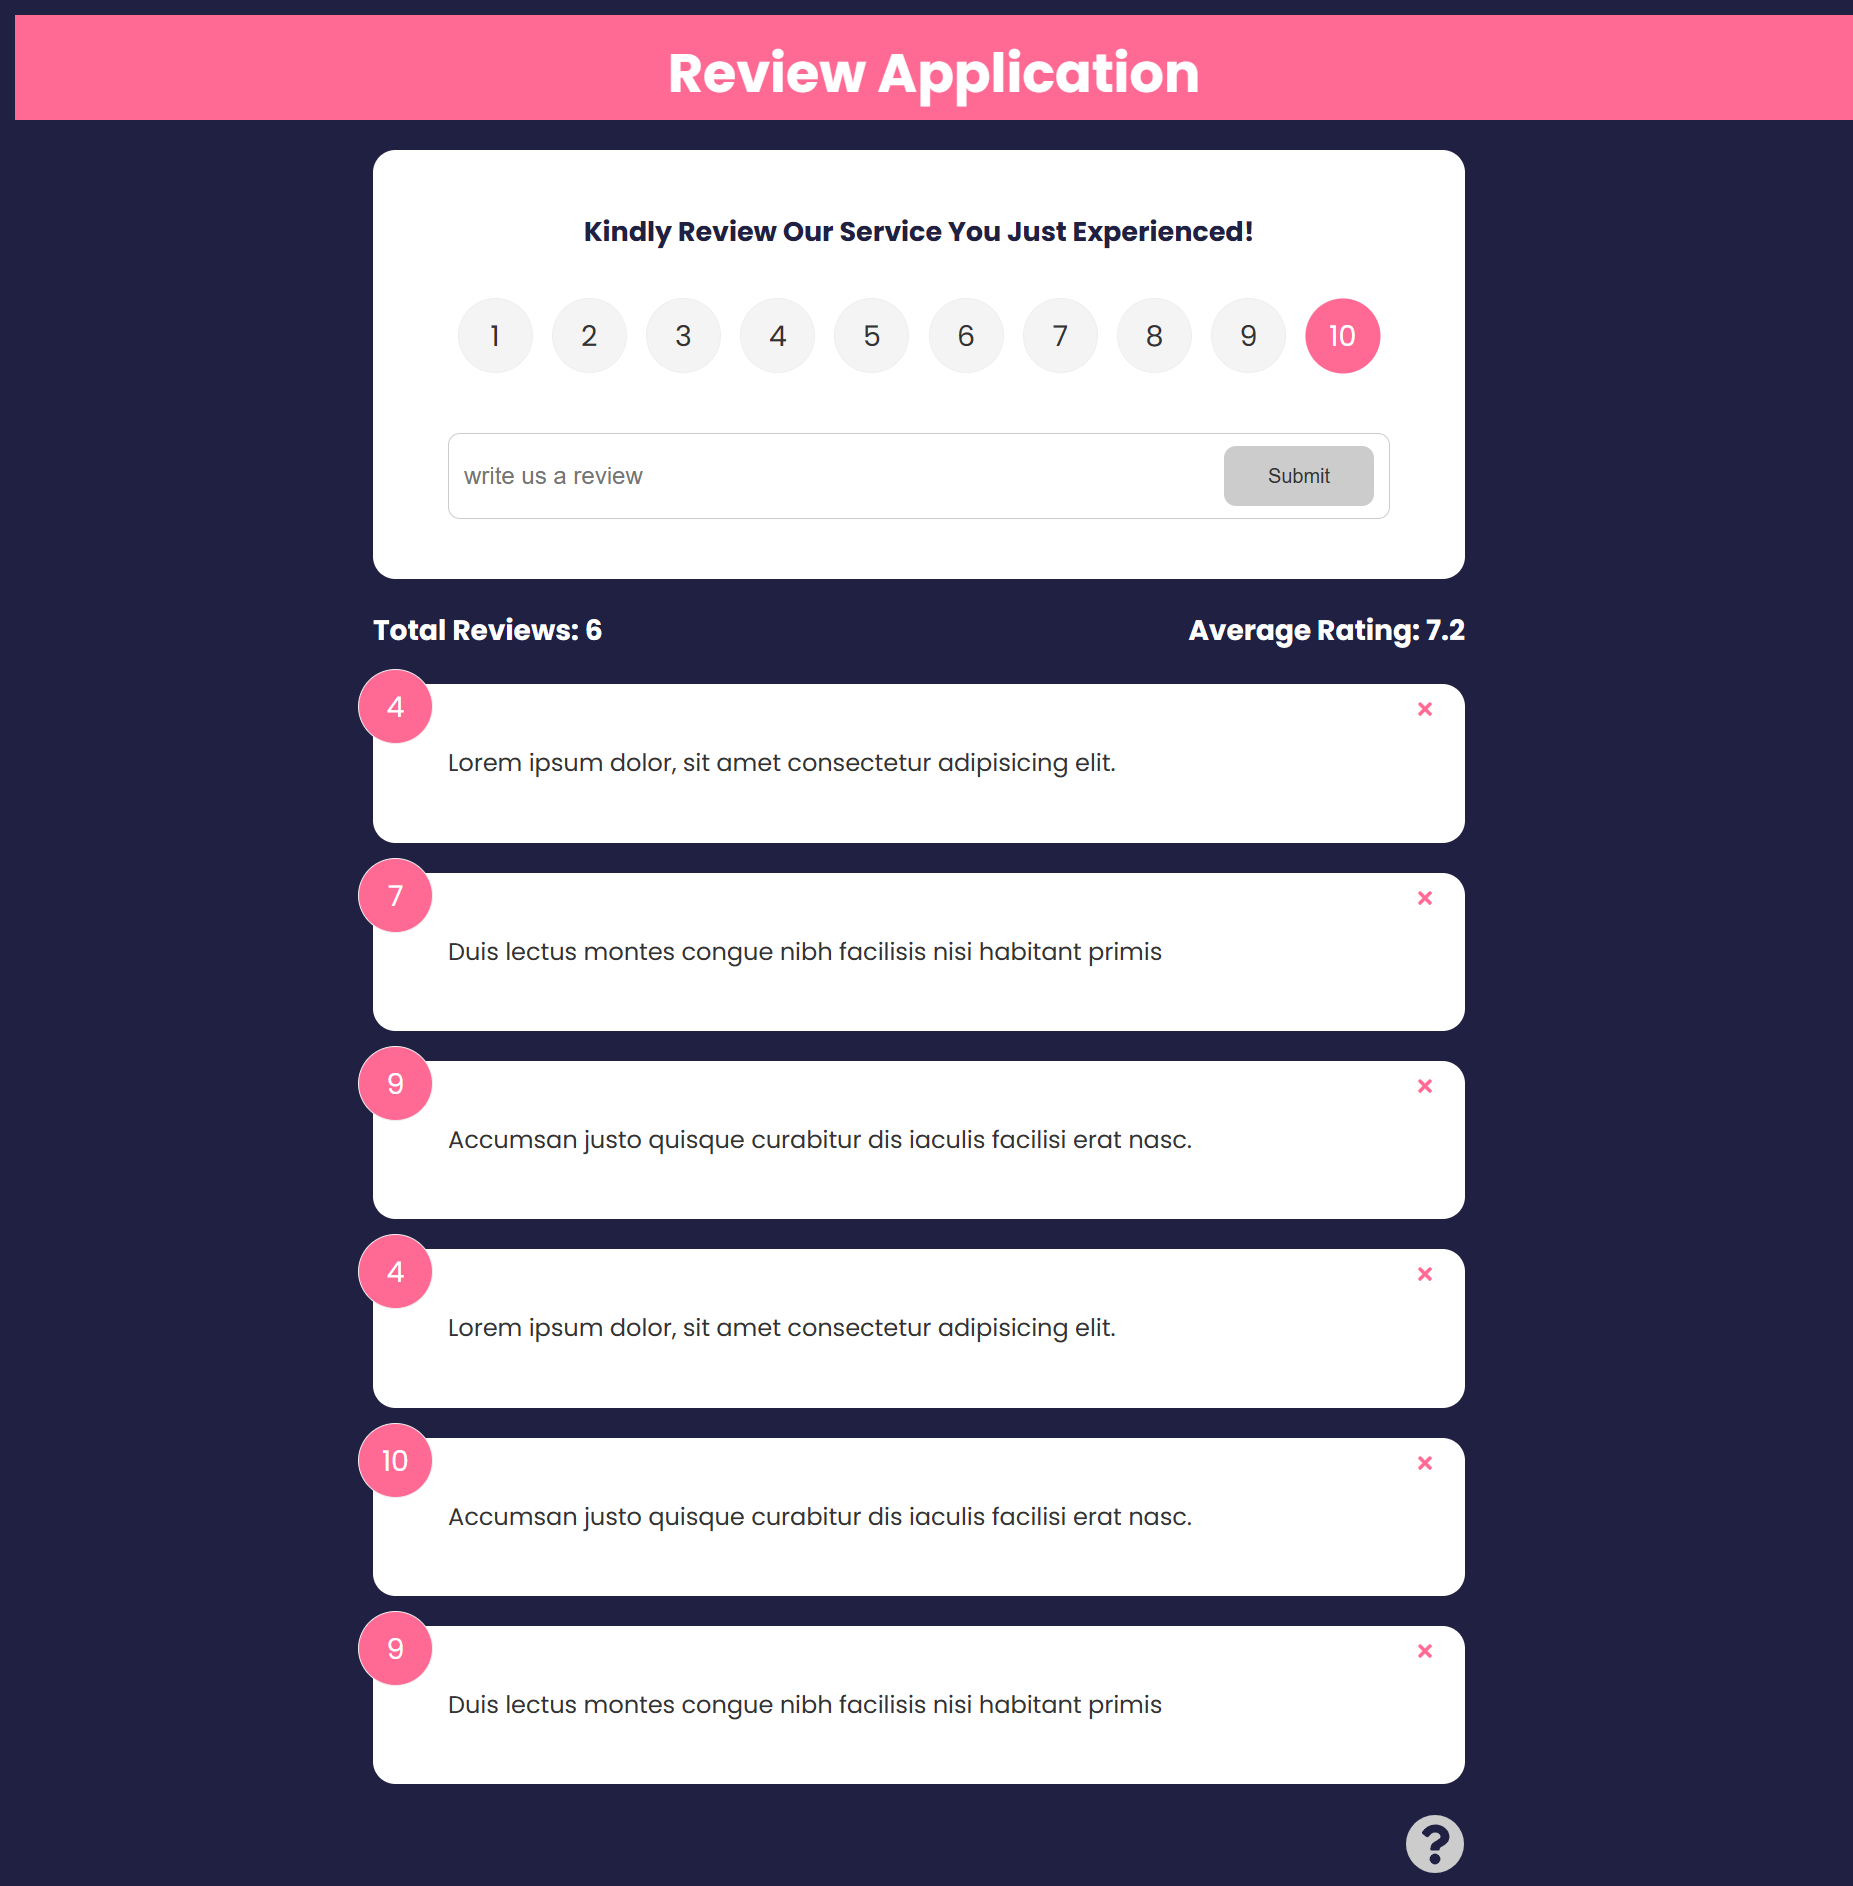 Review Application
Kindly Review Our Service You Just Experienced!
1 2 3 4 5 6 7 8 9 10
write us a review Submit
Total Reviews: 6 Average Rating: 7.2
4
Lorem ipsum dolor, sit amet consectetur adipisicing elit.
7
Duis lectus montes congue nibh facilisis nisi habitant primis
9
Accumsan justo quisque curabitur dis iaculis facilisi erat nasc.
4
Lorem ipsum dolor, sit amet consectetur adipisicing elit.
10
Accumsan justo quisque curabitur dis iaculis facilisi erat nasc.
9
Duis lectus montes congue nibh facilisis nisi habitant primis
?